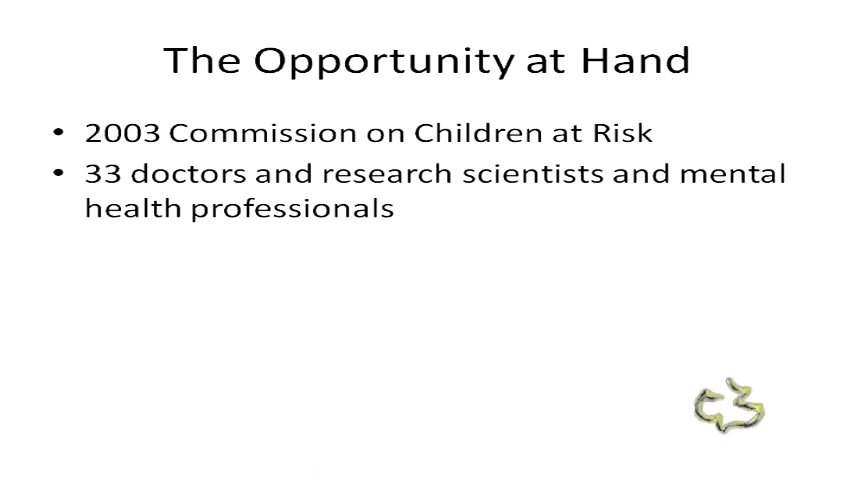 The Opportunity at Hand
• 2003 Commission on Children at Risk
• 33 doctors and research scientists and mental
health professionals